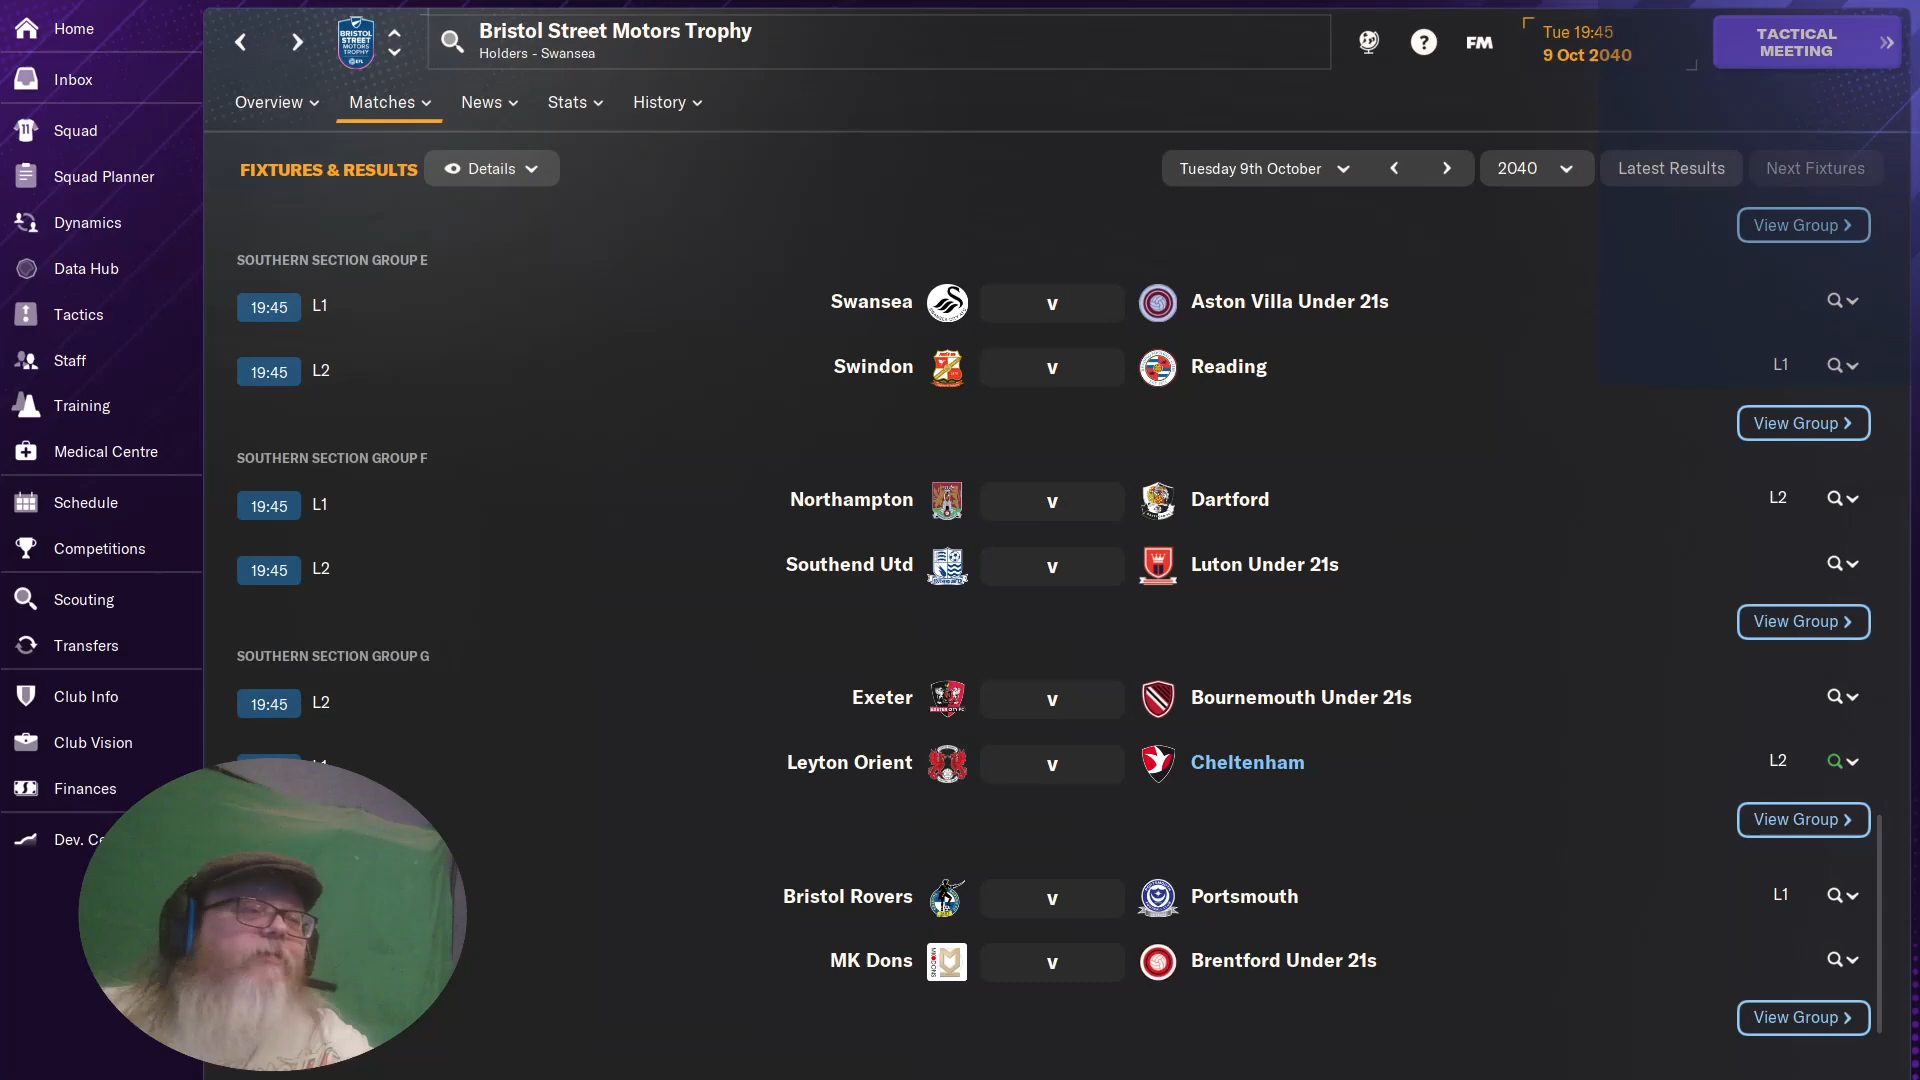 Home
Inbox
Squad
Squad Planner
Dynamics
Data Hub
Tactics
Staff
Training
Medical Centre
Schedule
Competitions
Scouting
Transfers
Club Info
Club Vision
Finances
Dev. Ce
Bristol Street Motors Trophy
Holders - Swansea
FM
Tue 19:45
9 Oct 2040
TACTICAL
MEETING
Overview
Matches
News
Stats
History
FIXTURES & RESULTS
Details
Tuesday 9th October
2040
Latest Results
Next Fixtures
View Group
SOUTHERN SECTION GROUP E
19:45 L1 Swansea v Aston Villa Under 21s
19:45 L2 Swindon v Reading L1
View Group
SOUTHERN SECTION GROUP F
19:45 L1 Northampton v Dartford L2
19:45 L2 Southend Utd v Luton Under 21s
View Group
SOUTHERN SECTION GROUP G
19:45 L2 Exeter v Bournemouth Under 21s
Leyton Orient v Cheltenham L2
View Group
Bristol Rovers v Portsmouth L1
MK Dons v Brentford Under 21s
View Group